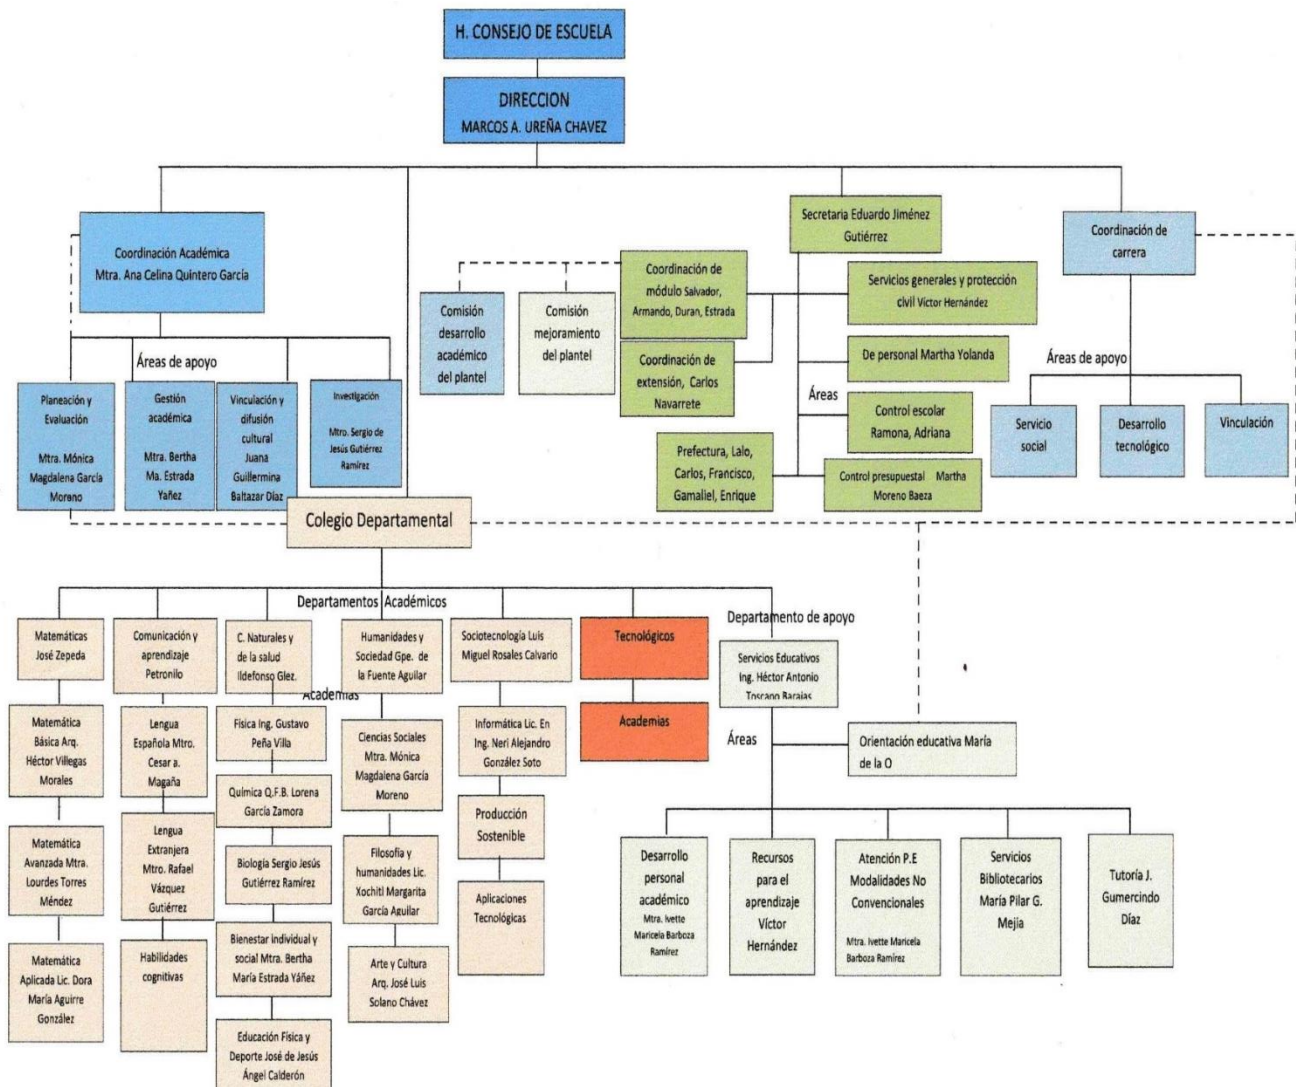 H. CONSEJO DE ESCUELA
DIRECCION
MARCOS A. UREÑA CHAVEZ
Coordinación Académica
Mtra. Ana Celina Quintero García
Secretaria Eduardo Jiménez
Gutiérrez
Coordinación de
carrera
Comisión
desarrollo
académico
del plantel
Comisión
mejoramiento
del plantel
Coordinación de
módulo Salvador,
Armando, Duran, Estrada
Servicios generales y protección
civil Víctor Hernández
Coordinación de
extensión, Carlos
Navarrete
De personal Martha Yolanda
Áreas
Control escolar
Ramona, Adriana
Prefectura, Lalo,
Carlos, Francisco,
Gamaliel, Enrique
Control presupuestal Martha
Moreno Baeza
Áreas de apoyo
Planeación y
Evaluación
Mtra. Mónica
Magdalena García
Moreno
Gestión
académica
Mtra. Bertha
Ma. Estrada
Yañez
Vinculación y
difusión
cultural
Juana
Guillermina
Baltazar Díaz
Investigación
Mtro. Sergio de
Jesús Gutiérrez
Ramírez
Áreas de apoyo
Servicio
social
Desarrollo
tecnológico
Vinculación
Colegio Departamental
Departamentos Académicos
Departamento de apoyo
Matemáticas
José Zepeda
Comunicación y
aprendizaje
Petronilo
C. Naturales y
de la salud
Ildefonso Glez.
Humanidades y
Sociedad Gpe. de
la Fuente Aguilar
Sociotecnología Luis
Miguel Rosales Calvario
Tecnológicos
Servicios Educativos
Ing. Héctor Antonio
Toscano Barajas
Academias
Matemática
Básica Arq.
Héctor Villegas
Morales
Lengua
Española Mtro.
Cesar a.
Magaña
Física Ing. Gustavo
Peña Villa
Ciencias Sociales
Mtra. Mónica
Magdalena García
Moreno
Informática Lic. En
Ing. Neri Alejandro
González Soto
Academias
Áreas
Orientación educativa María
de la O
Química Q.F.B. Lorena
García Zamora
Producción
Sostenible
Matemática
Avanzada Mtra.
Lourdes Torres
Méndez
Lengua
Extranjera
Mtro. Rafael
Vázquez
Gutiérrez
Biología Sergio Jesús
Gutiérrez Ramírez
Filosofía y
humanidades Lic.
Xochitl Margarita
García Aguilar
Aplicaciones
Tecnológicas
Desarrollo
personal
académico
Mtra. Ivette
Maricela Barboza
Ramírez
Recursos
para el
aprendizaje
Víctor
Hernández
Atención P.E
Modalidades No
Convencionales
Mtra. Ivette Maricela
Barboza Ramírez
Servicios
Bibliotecarios
María Pilar G.
Mejia
Tutoría J.
Gumercindo
Díaz
Matemática
Aplicada Lic. Dora
María Aguirre
González
Habilidades
cognitivas
Bienestar individual y
social Mtra. Bertha
María Estrada Yáñez
Arte y Cultura
Arq. José Luis
Solano Chávez
Educación Física y
Deporte José de Jesús
Ángel Calderón